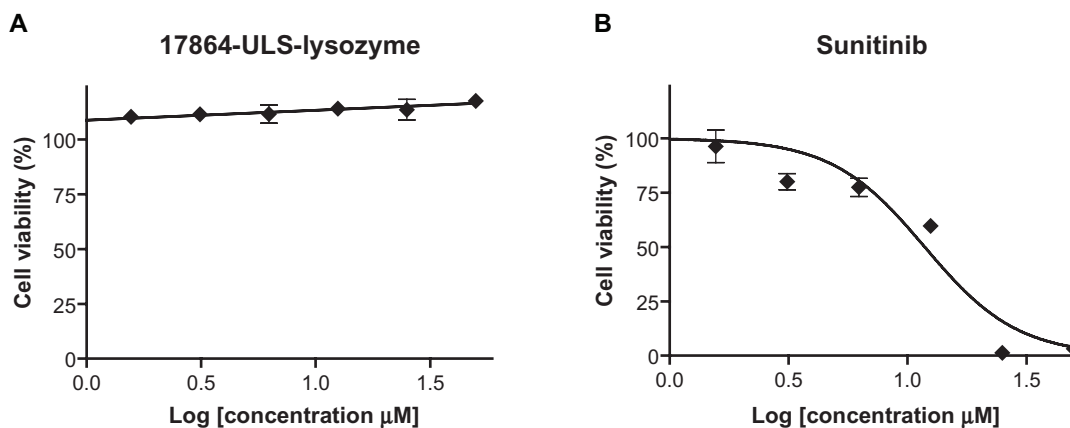 A
17864-ULS-lysozyme
Cell viability (%)
100
75
50
25
0
0.0 0.5 1.0 1.5
Log [concentration μM]
B
Sunitinib
Cell viability (%)
100
75
50
25
0
0.0 0.5 1.0 1.5
Log [concentration μM]